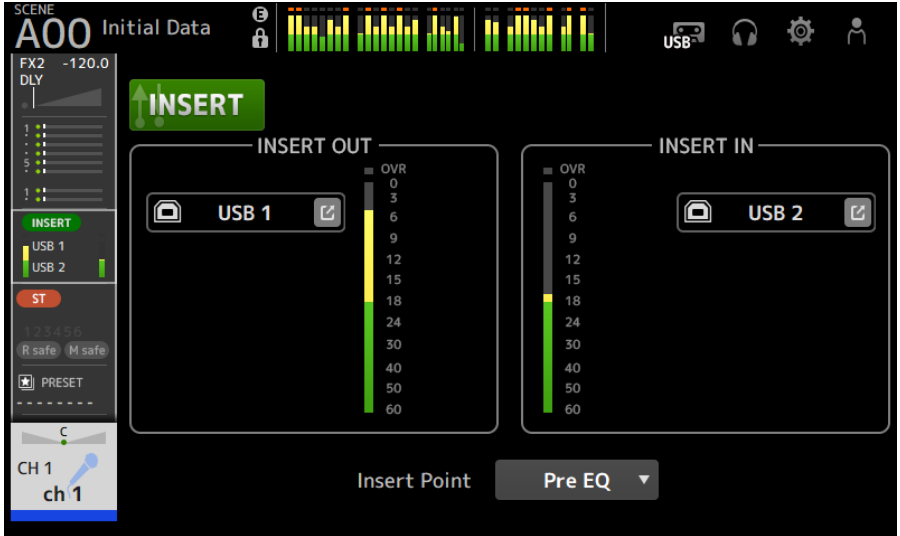 SCENE
A00 Initial Data
E
USB
FX2 -120.0
DLY
1
5
1
INSERT
USB 1
USB 2
ST
123456
R safe M safe
PRESET
--------
C
CH 1
ch 1
INSERT
INSERT OUT
USB 1
OVR
0
3
6
9
12
15
18
24
30
40
50
60
INSERT IN
OVR
0
3
6
9
12
15
18
24
30
40
50
60
USB 2
Insert Point
Pre EQ